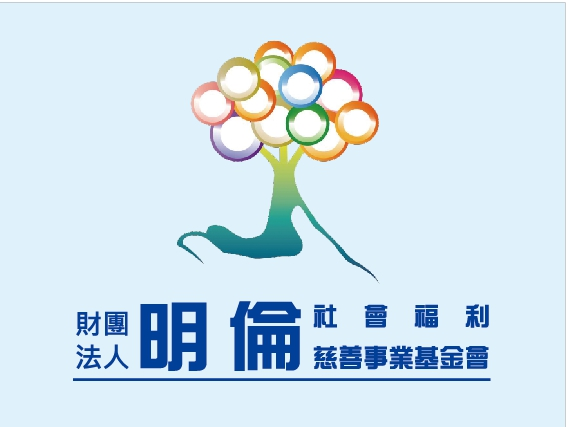 財團法人
明倫
社會福利
慈善事業基金會